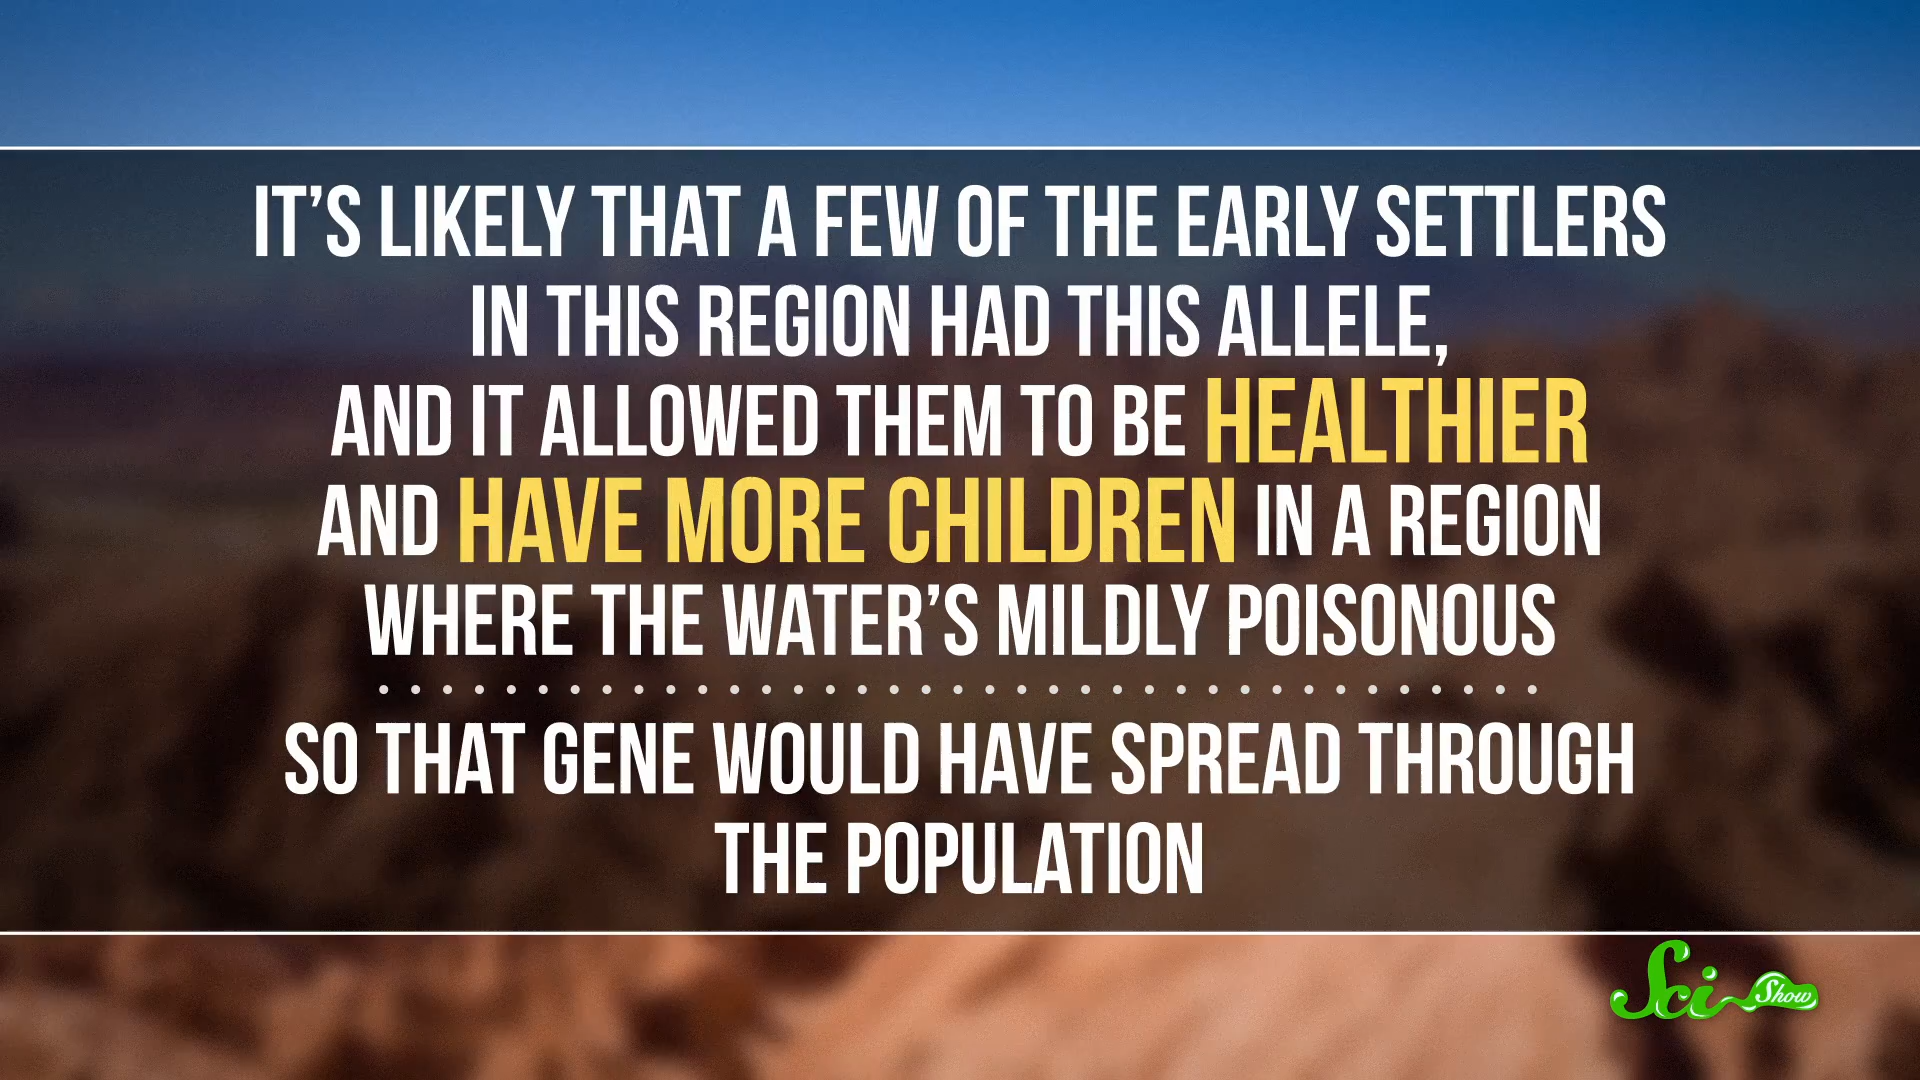 IT'S LIKELY THAT A FEW OF THE EARLY SETTLERS
IN THIS REGION HAD THIS ALLELE,
AND IT ALLOWED THEM TO BE HEALTHIER
AND HAVE MORE CHILDREN IN A REGION
WHERE THE WATER'S MILDLY POISONOUS
SO THAT GENE WOULD HAVE SPREAD THROUGH
THE POPULATION
Sci Show